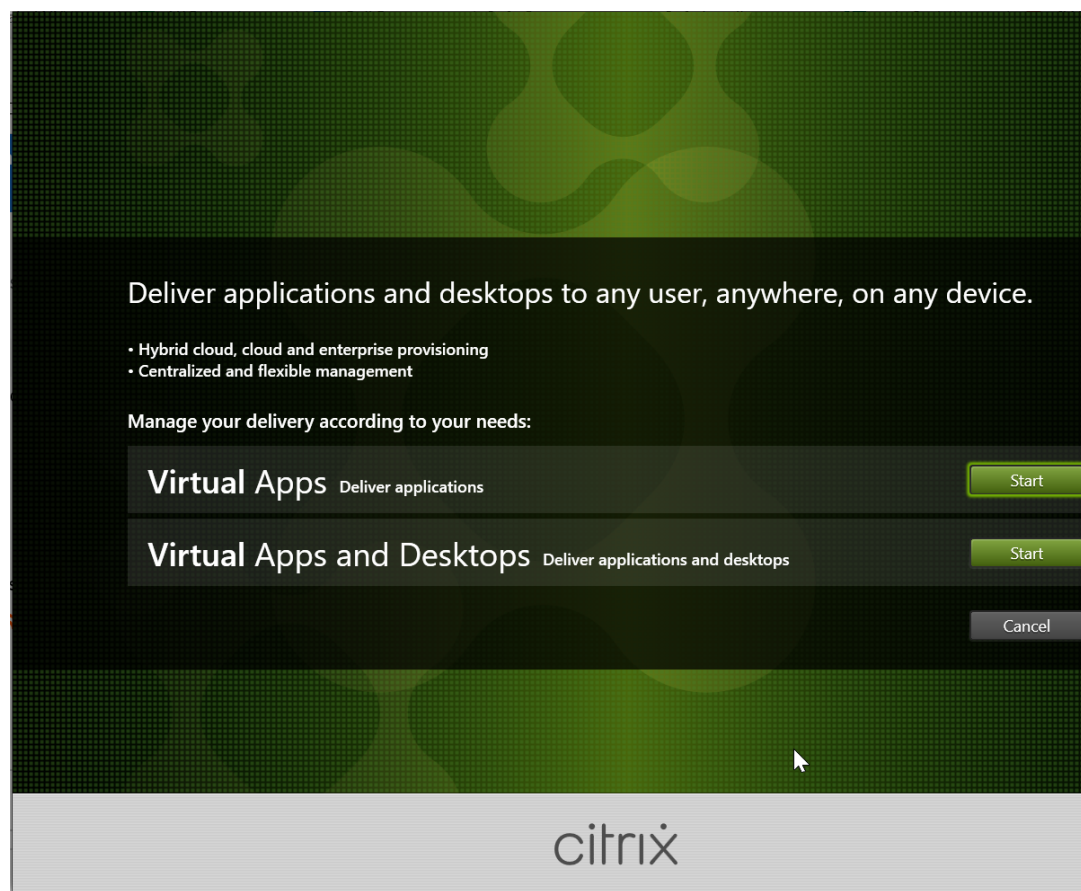 Deliver applications and desktops to any user, anywhere, on any device.
• Hybrid cloud, cloud and enterprise provisioning
• Centralized and flexible management
Manage your delivery according to your needs:
Virtual Apps Deliver applications Start
Virtual Apps and Desktops Deliver applications and desktops Start
Cancel
citrix